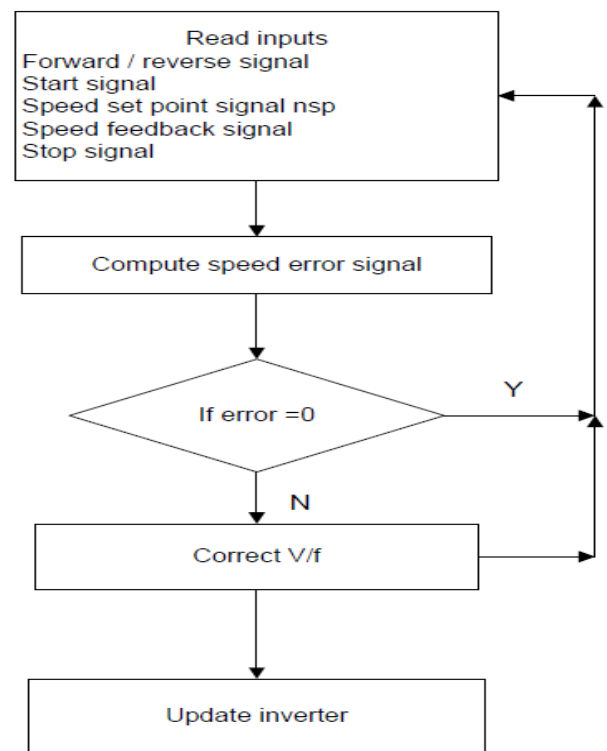 Read inputs
Forward / reverse signal
Start signal
Speed set point signal nsp
Speed feedback signal
Stop signal
Compute speed error signal
If error =0
Y
N
Correct V/f
Update inverter